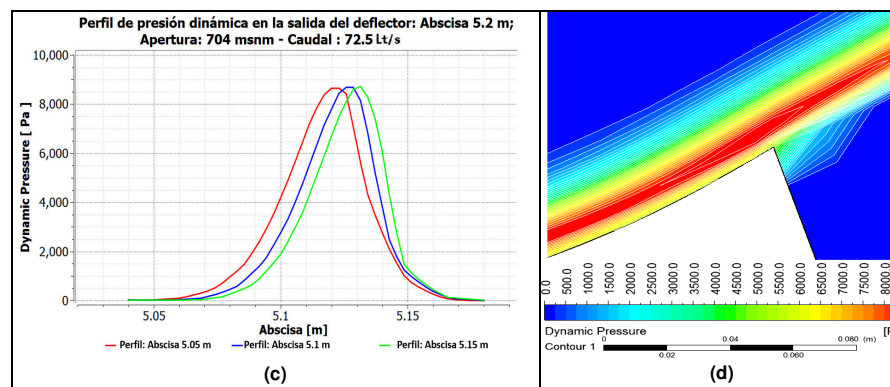 Perfil de presión dinámica en la salida del deflector: Abscisa 5.2 m;
Apertura: 704 msnm - Caudal : 72.5 Lt/s
Dynamic Pressure [ Pa ]
10,000
8,000
6,000
4,000
2,000
0
5.05
5.1
5.15
Abscisa [m]
Perfil: Abscisa 5.05 m
Perfil: Abscisa 5.1 m
Perfil: Abscisa 5.15 m
(c)
0.0
500.0
1000.0
1500.0
2000.0
2500.0
3000.0
3500.0
4000.0
4500.0
5000.0
5500.0
6000.0
6500.0
7000.0
7500.0
Dynamic Pressure
Contour 1
0
0.04
0.080 (m)
0.02
0.060
(d)